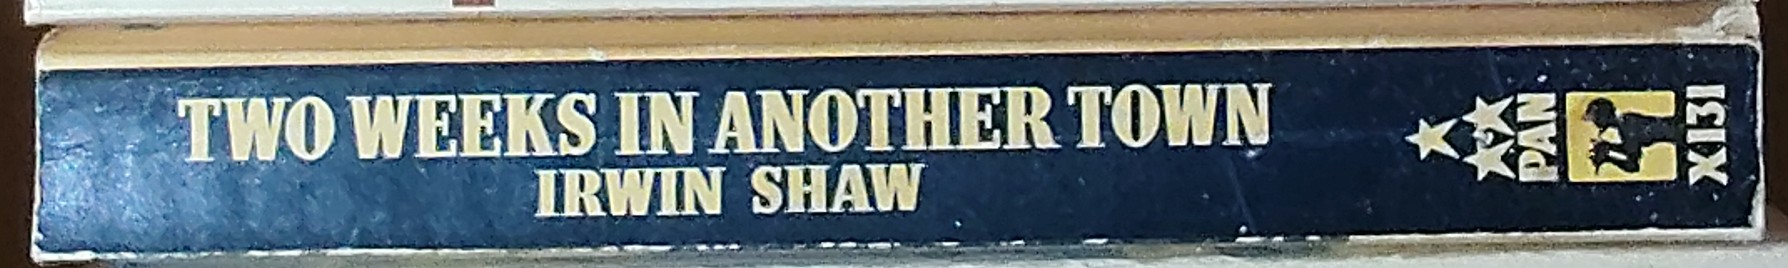 TWO WEEKS IN ANOTHER TOWN
IRWIN SHAW
PAN
X131